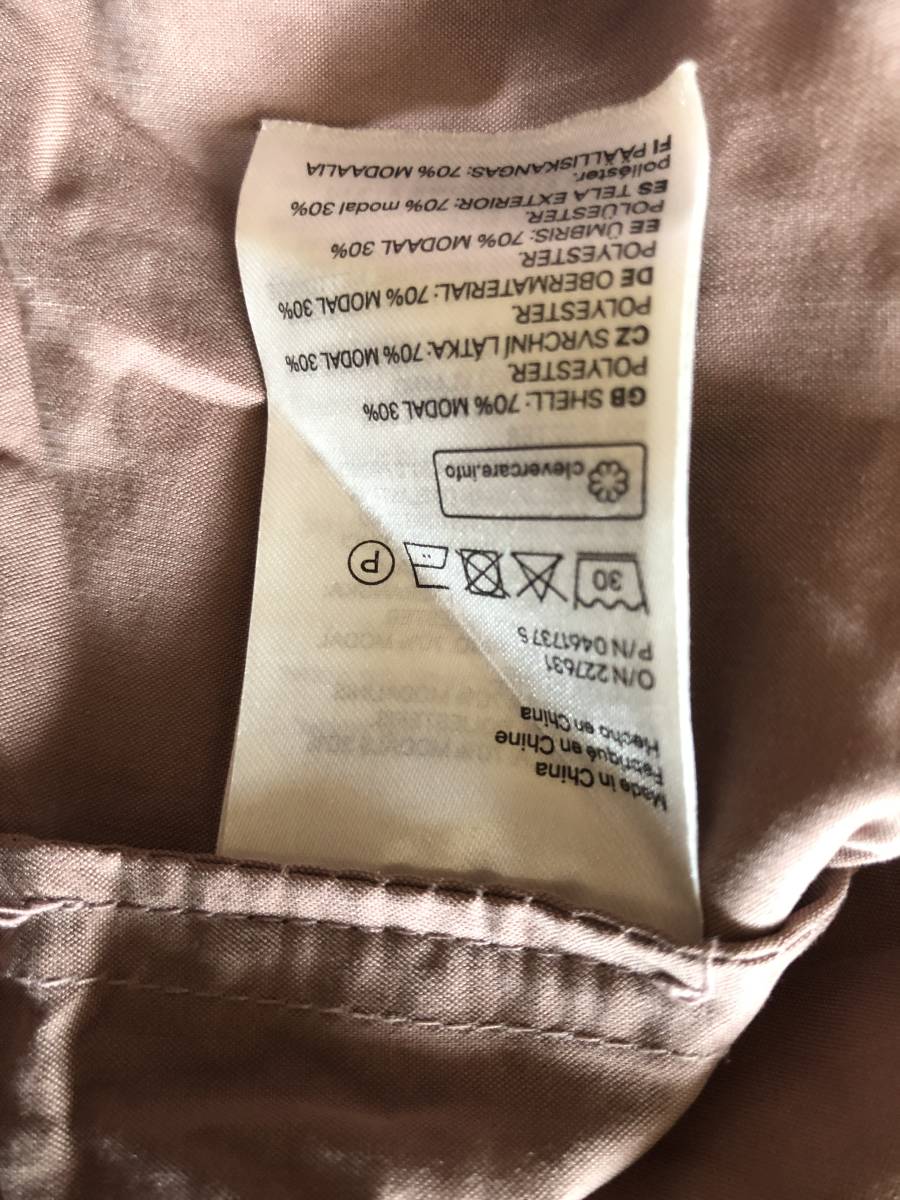 Made in China
Fabriqué en Chine
Hecho en China
O/N 227631
P/N 0461737 S
30
P
clevercare.info
GB SHELL: 70% MODAL 30%
POLYESTER
CZ SVRCHNÍ LÁTKA: 70% MODAL 30%
POLYESTER
DE OBERMATERIAL: 70% MODAL 30%
POLYESTER.
EE ÜMBRIS: 70% MODAAL 30%
POLÜESTER.
ES TELA EXTERIOR: 70% modal 30%
poliéster.
FI PÄÄLLISKANGAS: 70% MODAALIA